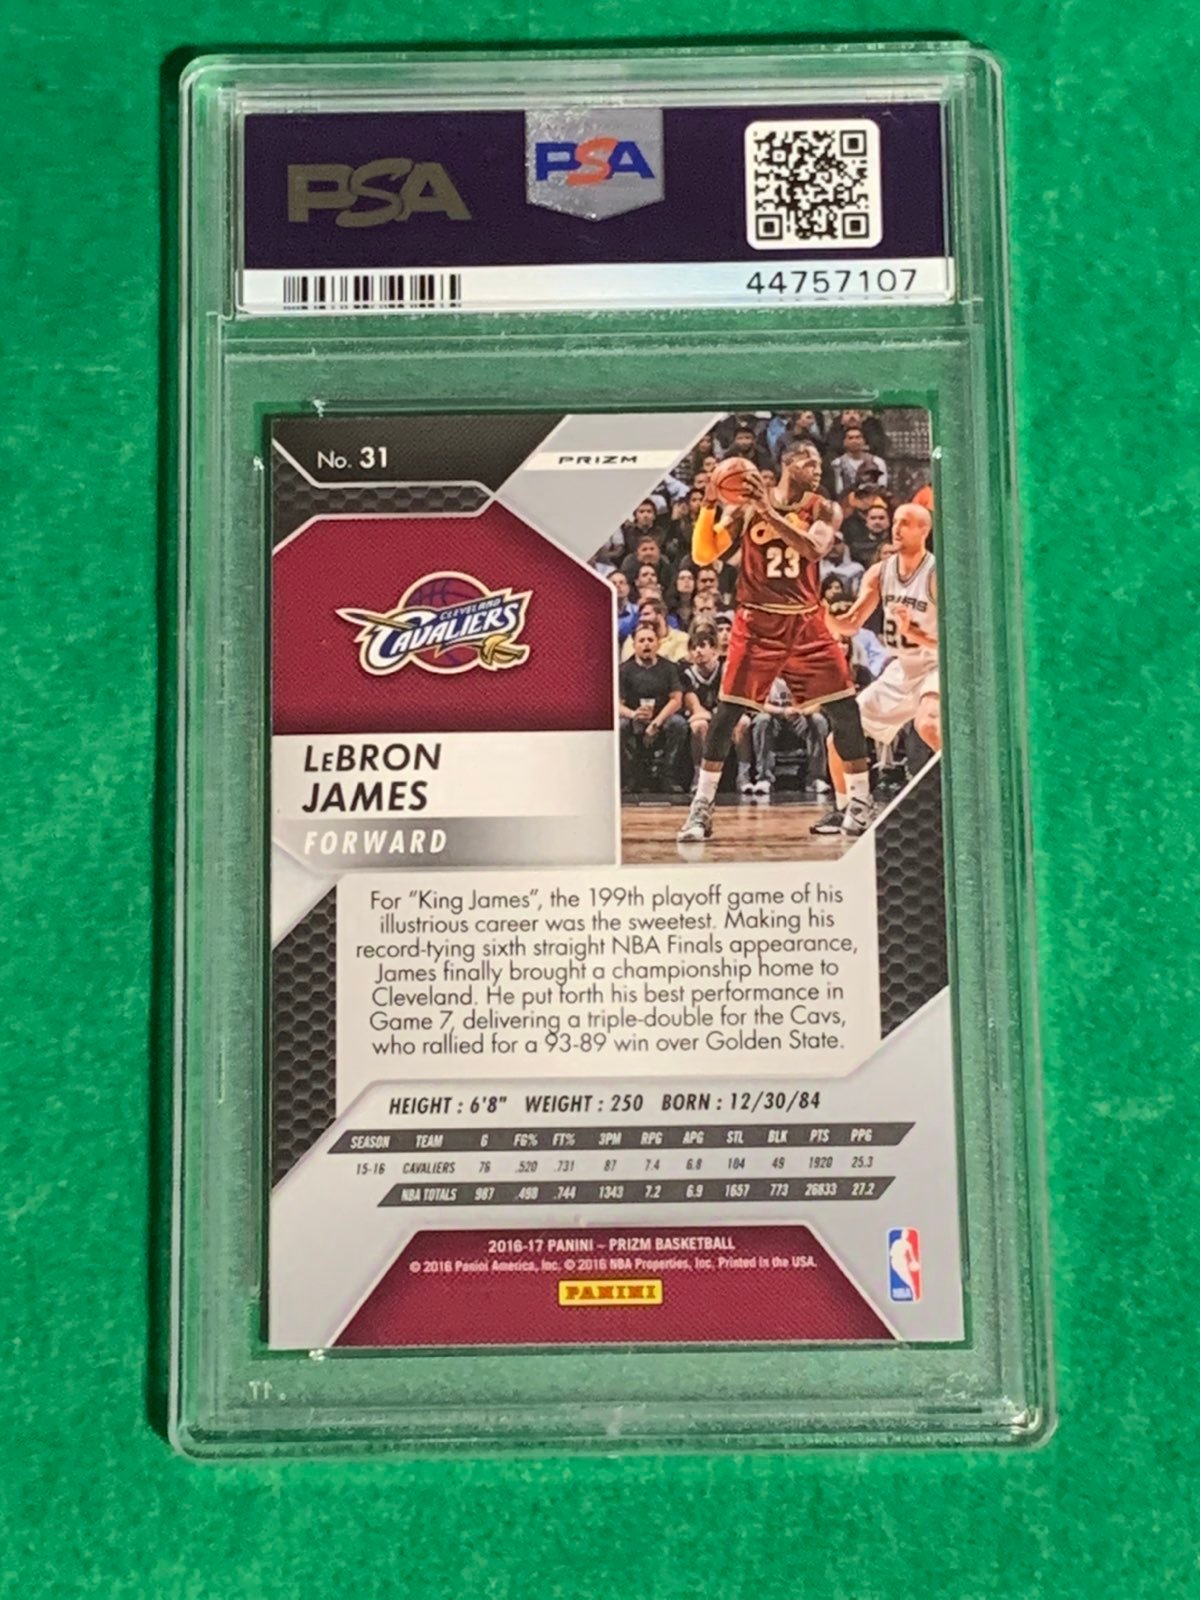 PSA
PSA
44757107
No. 31
PRIZM
CLEVELAND
CAVALIERS
23
SPURS
LeBRON
JAMES
FORWARD
For "King James", the 199th playoff game of his
illustrious career was the sweetest. Making his
record-tying sixth straight NBA Finals appearance,
James finally brought a championship home to
Cleveland. He put forth his best performance in
Game 7, delivering a triple-double for the Cavs,
who rallied for a 93-89 win over Golden State.
HEIGHT : 6'8" WEIGHT : 250 BORN : 12/30/84
SEASON TEAM G FG% FT% 3PM RPG APG STL BLK PTS PPG
15-16 CAVALIERS 76 .520 .731 87 7.4 6.8 104 49 1920 25.3
NBA TOTALS 987 .498 .744 1343 7.2 6.9 1657 773 26833 27.2
2016-17 PANINI – PRIZM BASKETBALL
© 2016 Panini America, Inc. © 2016 NBA Properties, Inc. Printed in the USA.
PANINI
NBA